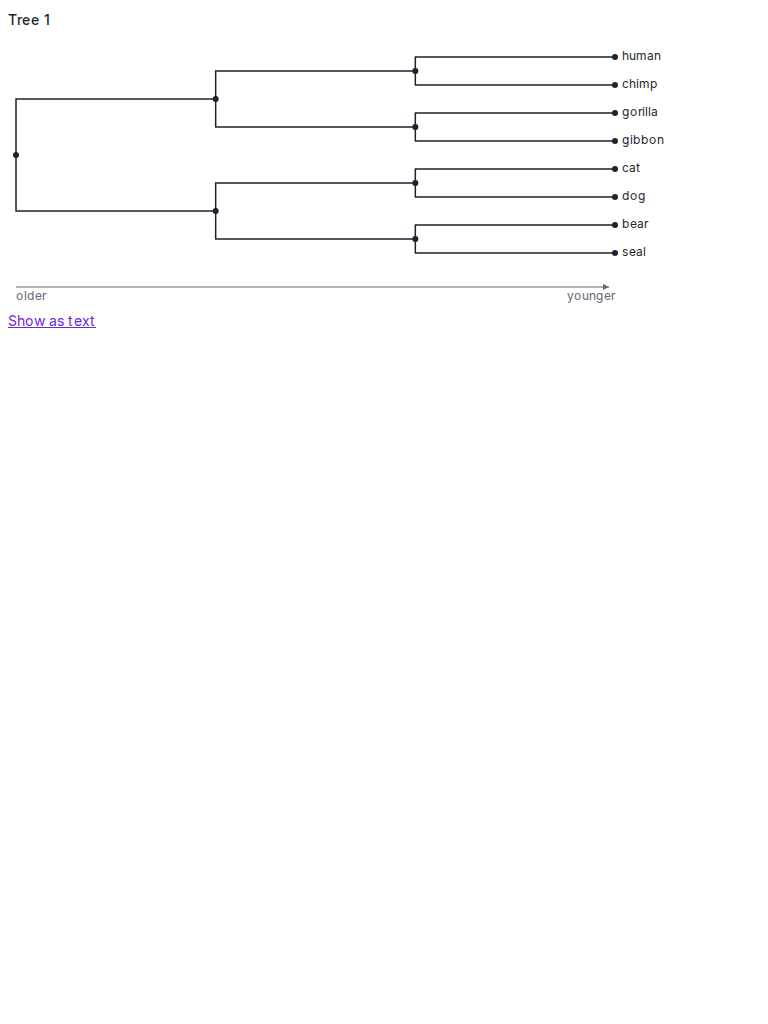 Tree 1
human
chimp
gorilla
gibbon
cat
dog
bear
seal
older younger
Show as text